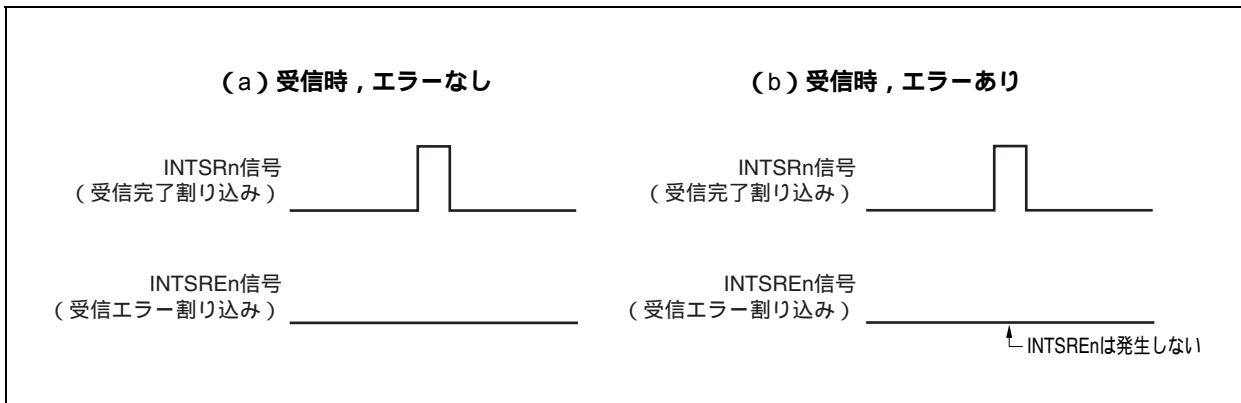 （a）受信時，エラーなし
INTSRn信号
（受信完了割り込み）
INTSREn信号
（受信エラー割り込み）
（b）受信時，エラーあり
INTSRn信号
（受信完了割り込み）
INTSREn信号
（受信エラー割り込み）
INTSREnは発生しない